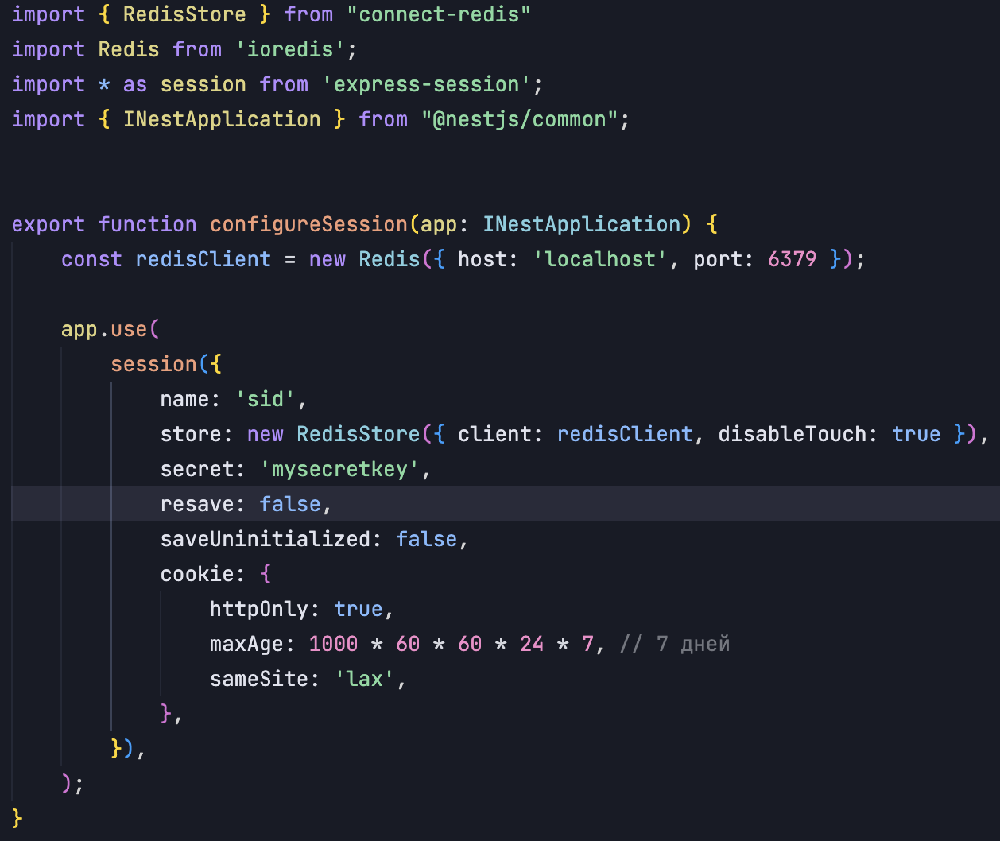 import { RedisStore } from "connect-redis"
import Redis from 'ioredis';
import * as session from 'express-session';
import { INestApplication } from "@nestjs/common";
export function configureSession(app: INestApplication) {
    const redisClient = new Redis({ host: 'localhost', port: 6379 });
    app.use(
        session({
            name: 'sid',
            store: new RedisStore({ client: redisClient, disableTouch: true }),
            secret: 'mysecretkey',
            resave: false,
            saveUninitialized: false,
            cookie: {
                httpOnly: true,
                maxAge: 1000 * 60 * 60 * 24 * 7, // 7 дней
                sameSite: 'lax',
            },
        }),
    );
}